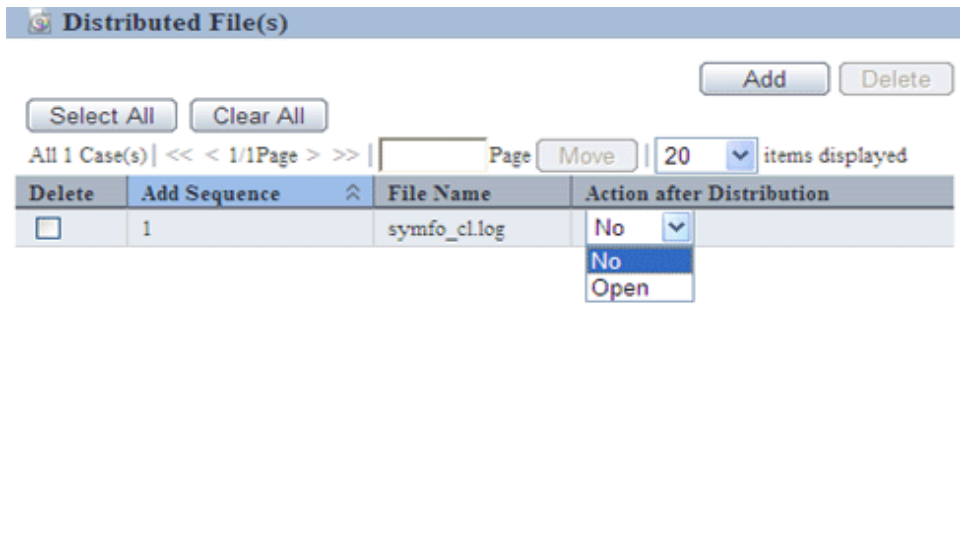 Distributed File(s)
Add Delete
Select All Clear All
All 1 Case(s)| << < 1/1Page > >> | Page Move | 20 items displayed
Delete Add Sequence File Name Action after Distribution
1 symfo_cl.log No
No
Open